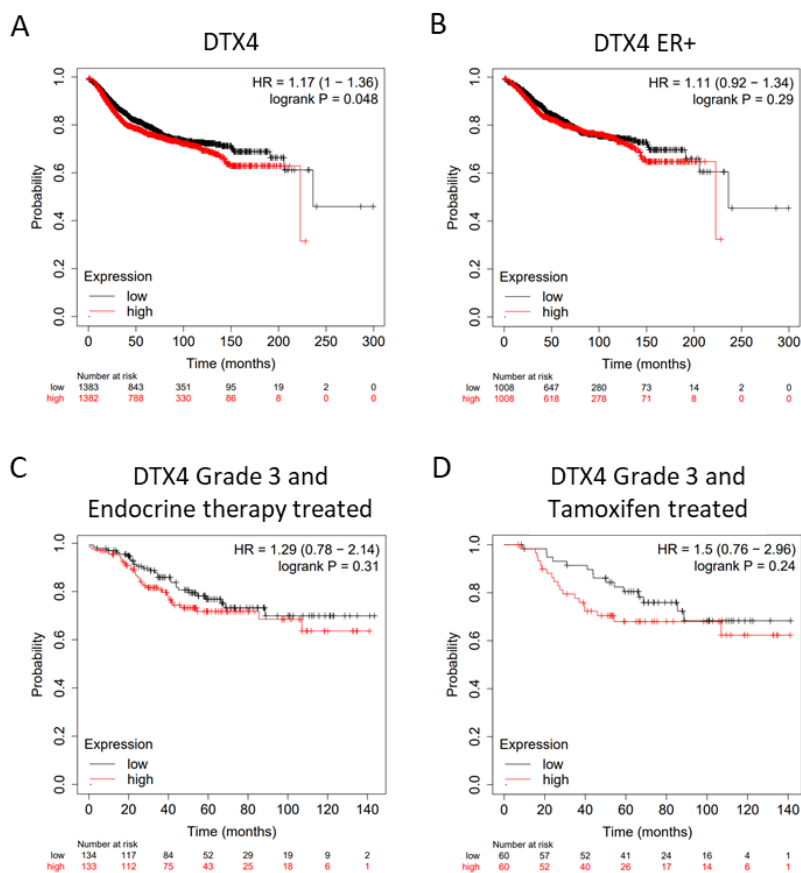 A
DTX4
HR = 1.17 (1 − 1.36)
logrank P = 0.048
Probability
1.0
0.8
0.6
0.4
0.2
0.0
Expression
low
high
0 50 100 150 200 250 300
Time (months)
Number at risk
low 1383 843 351 95 19 2 0
high 1382 788 330 86 8 0 0
B
DTX4 ER+
HR = 1.11 (0.92 − 1.34)
logrank P = 0.29
Probability
1.0
0.8
0.6
0.4
0.2
0.0
Expression
low
high
0 50 100 150 200 250 300
Time (months)
Number at risk
low 1008 647 280 73 14 2 0
high 1008 618 278 71 8 0 0
C
DTX4 Grade 3 and
Endocrine therapy treated
HR = 1.29 (0.78 − 2.14)
logrank P = 0.31
Probability
1.0
0.8
0.6
0.4
0.2
0.0
Expression
low
high
0 20 40 60 80 100 120 140
Time (months)
Number at risk
low 134 117 84 52 29 19 9 2
high 133 112 75 43 25 18 6 1
D
DTX4 Grade 3 and
Tamoxifen treated
HR = 1.5 (0.76 − 2.96)
logrank P = 0.24
Probability
1.0
0.8
0.6
0.4
0.2
0.0
Expression
low
high
0 20 40 60 80 100 120 140
Time (months)
Number at risk
low 60 57 52 41 24 16 4 1
high 60 52 40 26 17 14 6 1